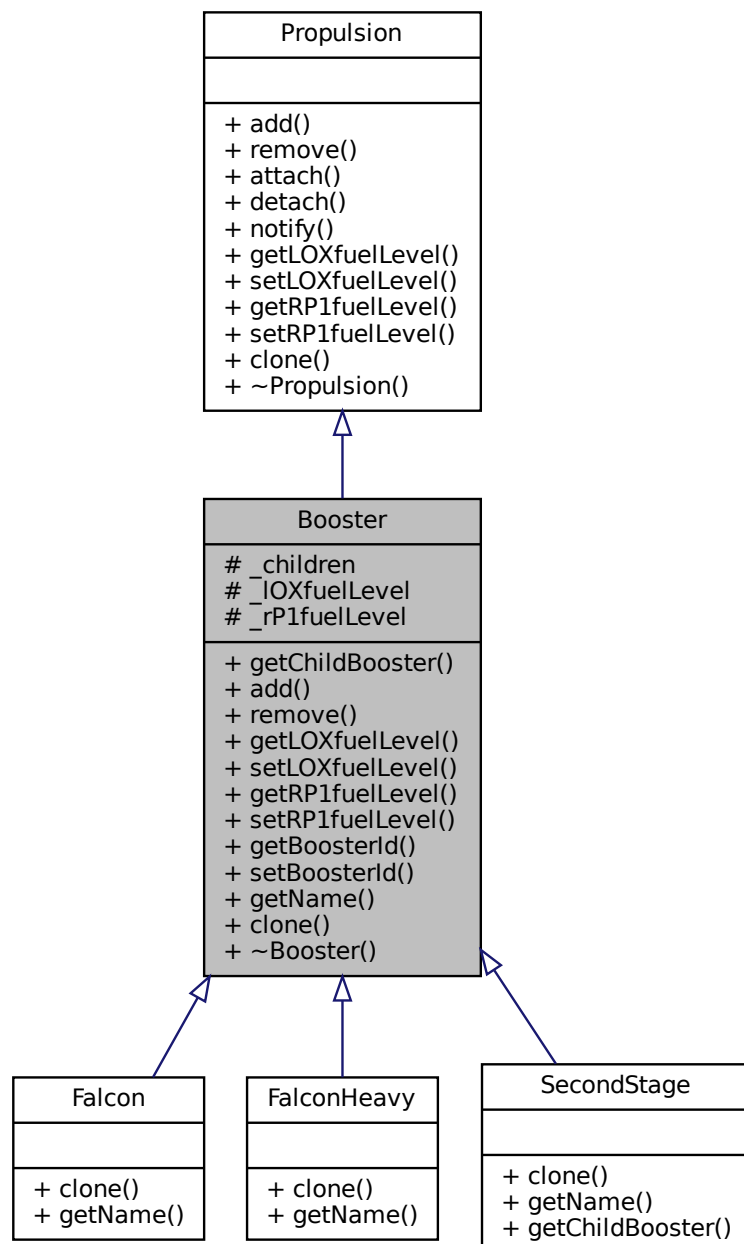 Propulsion
+ add()
+ remove()
+ attach()
+ detach()
+ notify()
+ getLOXfuelLevel()
+ setLOXfuelLevel()
+ getRP1fuelLevel()
+ setRP1fuelLevel()
+ clone()
+ ~Propulsion()
Booster
# _children
# _lOXfuelLevel
# _rP1fuelLevel
+ getChildBooster()
+ add()
+ remove()
+ getLOXfuelLevel()
+ setLOXfuelLevel()
+ getRP1fuelLevel()
+ setRP1fuelLevel()
+ getBoosterId()
+ setBoosterId()
+ getName()
+ clone()
+ ~Booster()
Falcon
+ clone()
+ getName()
FalconHeavy
+ clone()
+ getName()
SecondStage
+ clone()
+ getName()
+ getChildBooster()